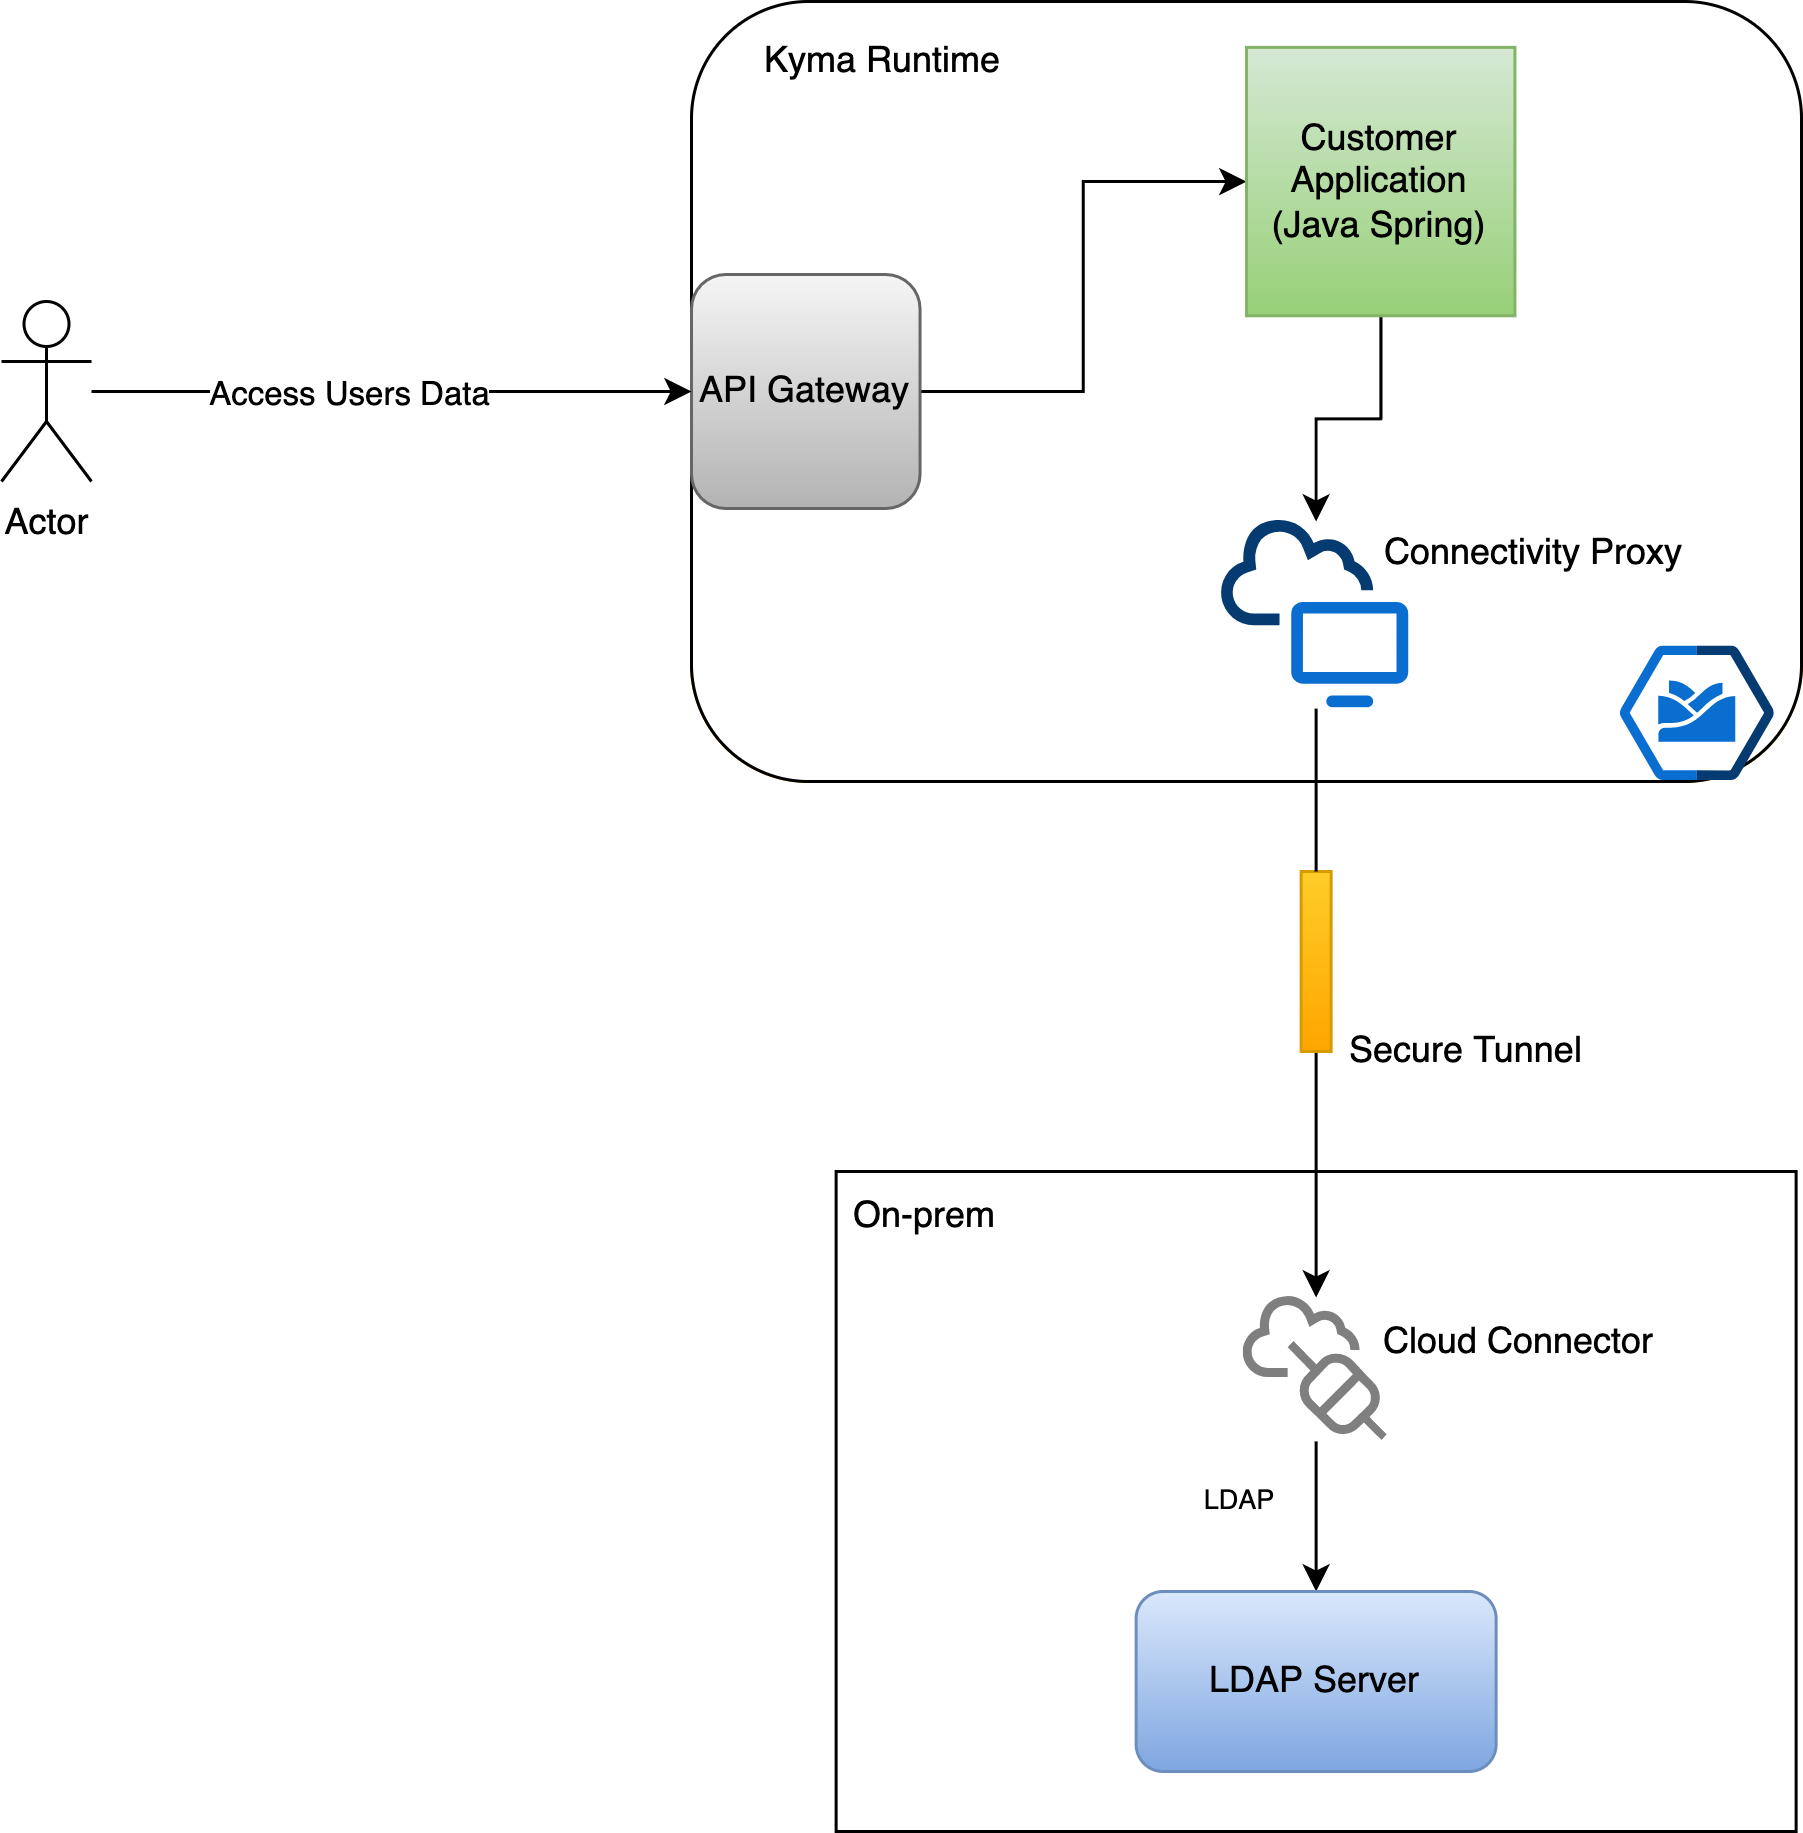 Kyma Runtime
Customer
Application
(Java Spring)
Access Users Data
API Gateway
Actor
Connectivity Proxy
Secure Tunnel
On-prem
Cloud Connector
LDAP
LDAP Server